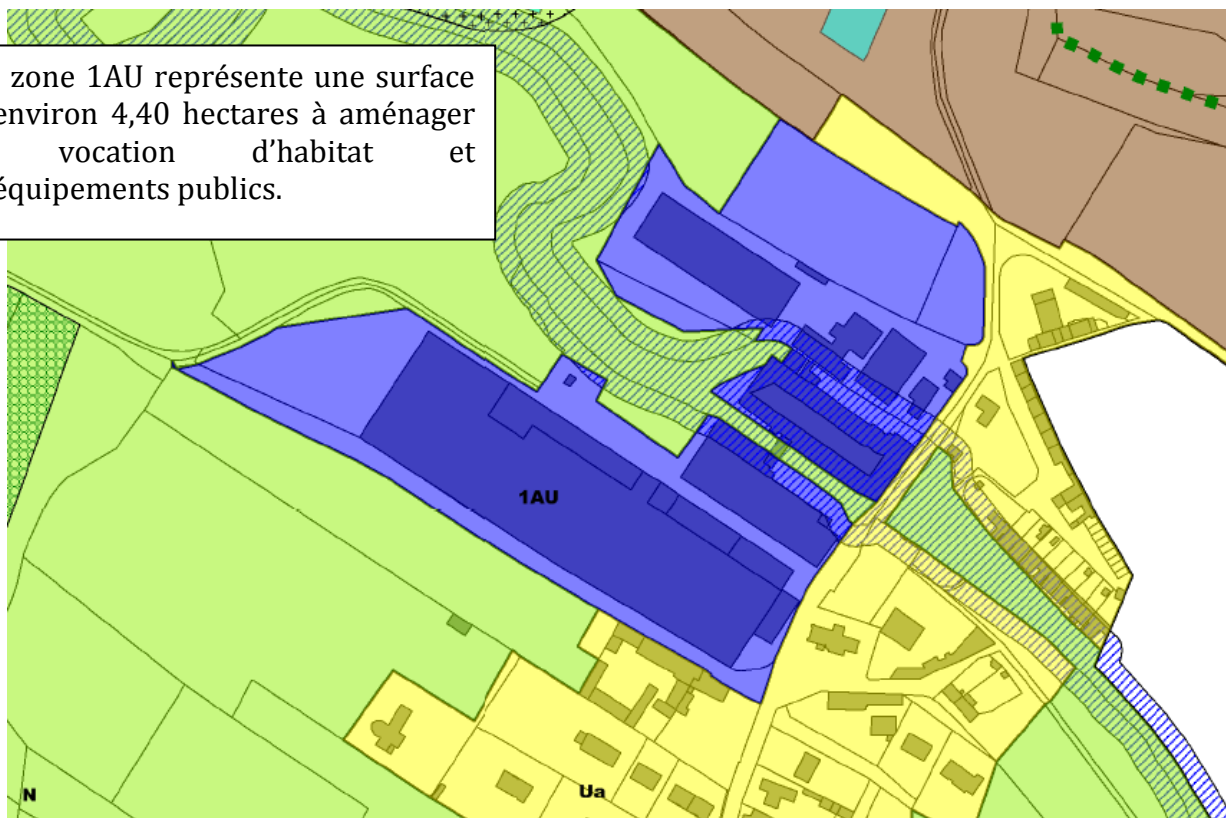 zone 1AU représente une surface
environ 4,40 hectares à aménager
vocation d'habitat et
équipements publics.
1AU
Ua
N